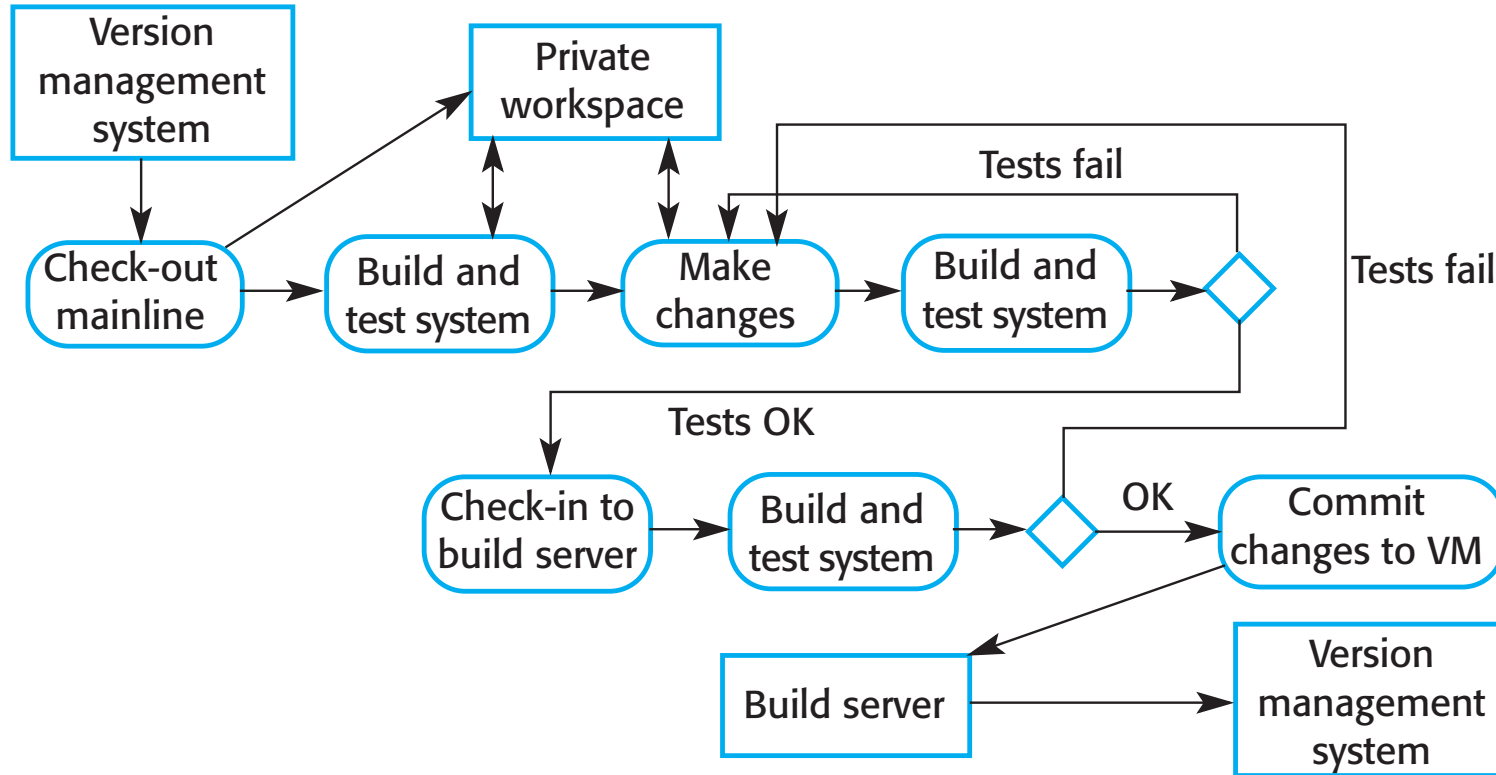 Version
management
system
Private
workspace
Tests fail
Check-out
mainline
Build and
test system
Make
changes
Build and
test system
Tests fail
Tests OK
Check-in to
build server
Build and
test system
OK
Commit
changes to VM
Build server
Version
management
system